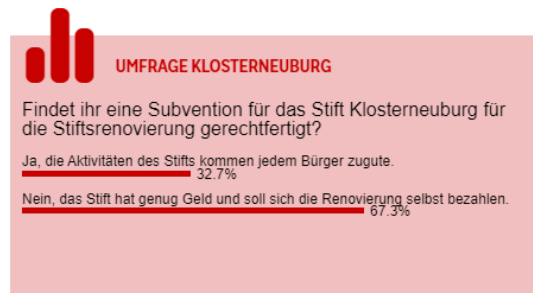 UMFRAGE KLOSTERNEUBURG
Findet ihr eine Subvention für das Stift Klosterneuburg für
die Stiftsrenovierung gerechtfertigt?
Ja, die Aktivitäten des Stifts kommen jedem Bürger zugute.
32.7%
Nein, das Stift hat genug Geld und soll sich die Renovierung selbst bezahlen.
67.3%